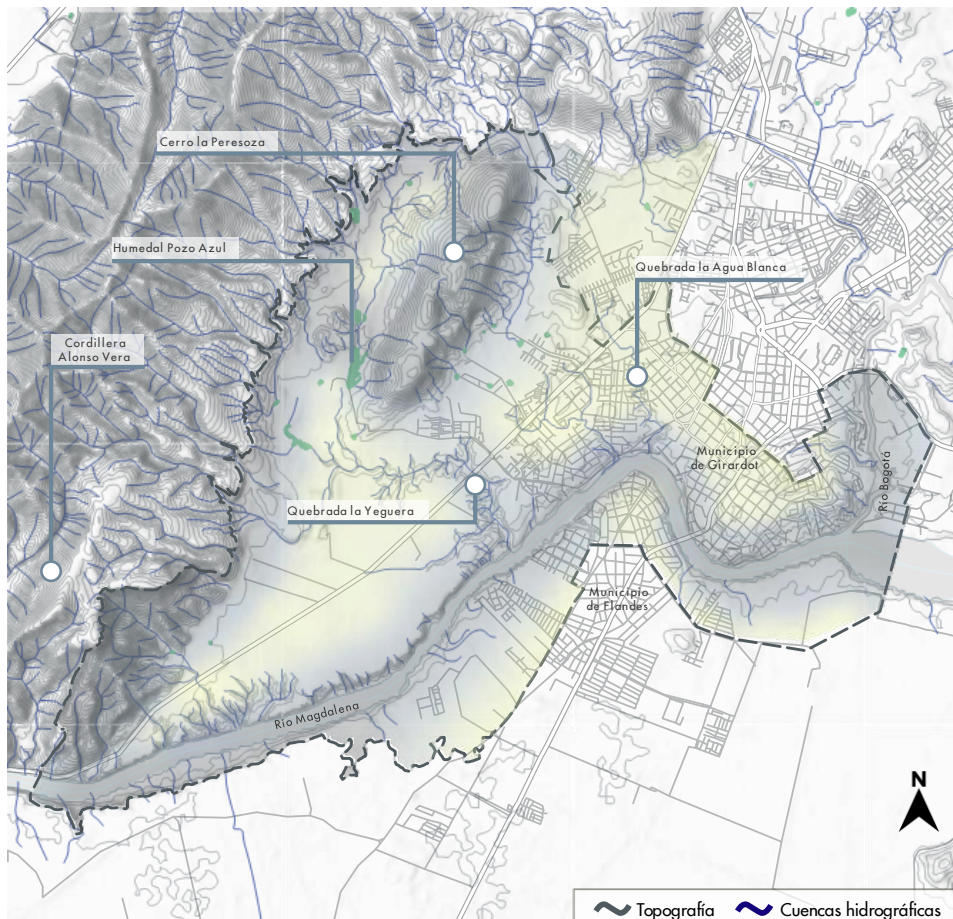 Cerro la Peresoza
Humedal Pozo Azul
Quebrada la Agua Blanca
Cordillera
Alonso Vera
Municipio
de Girardot
Río Bogotá
Quebrada la Yeguera
Municipio
de Flandes
Río Magdalena
N
Topografía
Cuencas hidrográficas